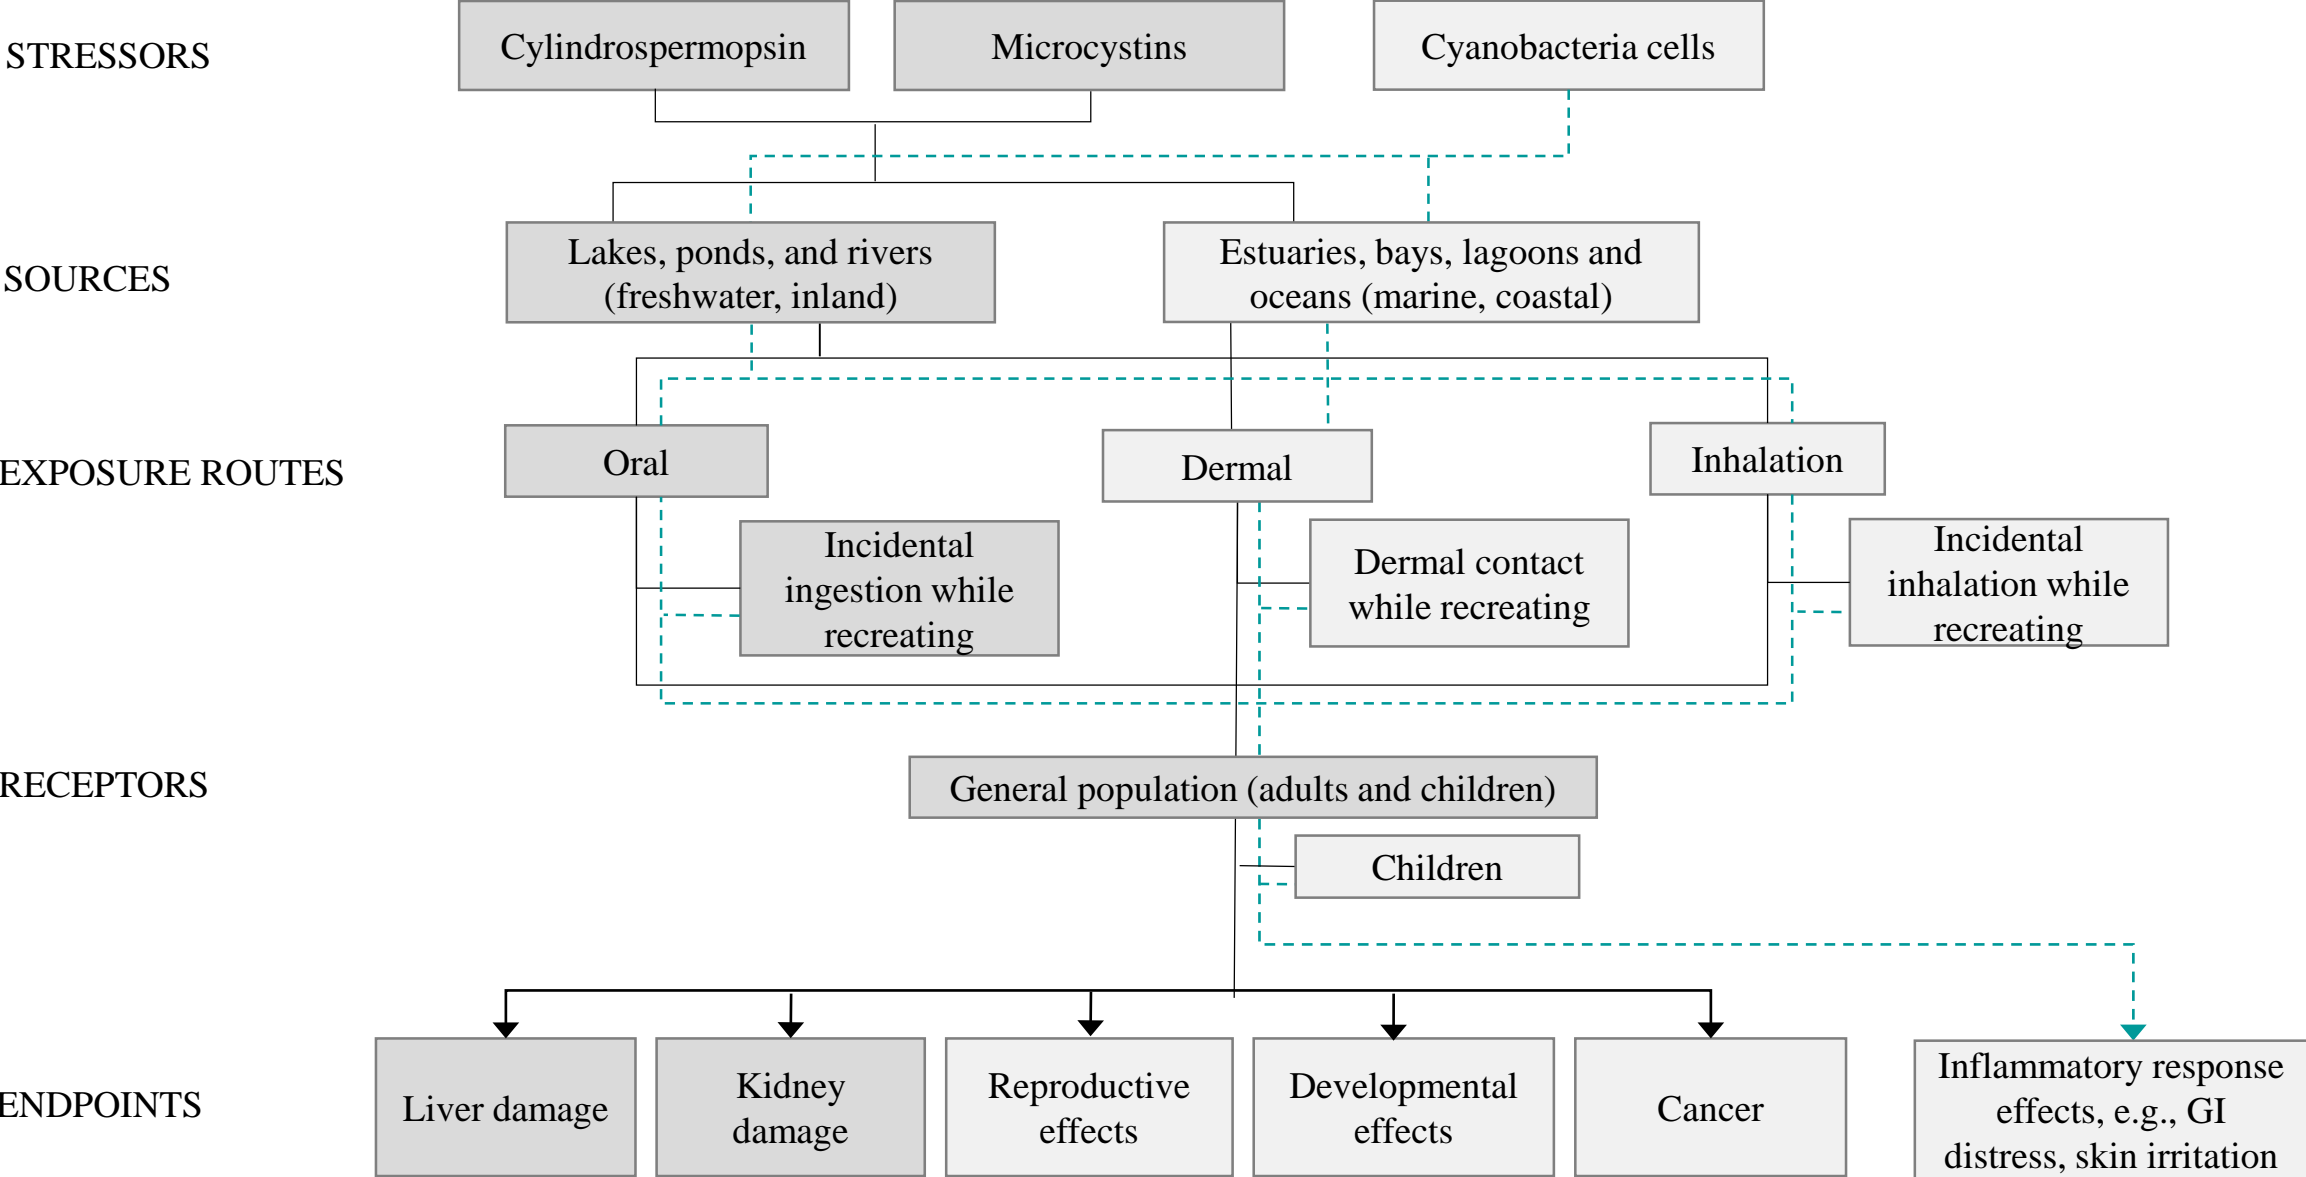 STRESSORS
Cylindrospermopsin
Microcystins
Cyanobacteria cells
SOURCES
Lakes, ponds, and rivers
(freshwater, inland)
Estuaries, bays, lagoons and
oceans (marine, coastal)
EXPOSURE ROUTES
Oral
Dermal
Inhalation
Incidental
ingestion while
recreating
Dermal contact
while recreating
Incidental
inhalation while
recreating
RECEPTORS
General population (adults and children)
Children
ENDPOINTS
Liver damage
Kidney
damage
Reproductive
effects
Developmental
effects
Cancer
Inflammatory response
effects, e.g., GI
distress, skin irritation